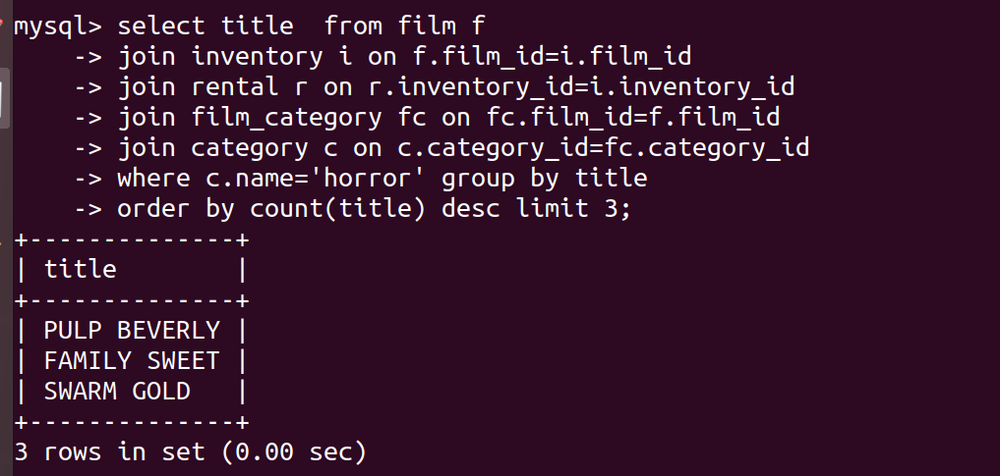 mysql> select title  from film f
    -> join inventory i on f.film_id=i.film_id
    -> join rental r on r.inventory_id=i.inventory_id
    -> join film_category fc on fc.film_id=f.film_id
    -> join category c on c.category_id=fc.category_id
    -> where c.name='horror' group by title
    -> order by count(title) desc limit 3;
+--------------+
| title        |
+--------------+
| PULP BEVERLY |
| FAMILY SWEET |
| SWARM GOLD   |
+--------------+
3 rows in set (0.00 sec)